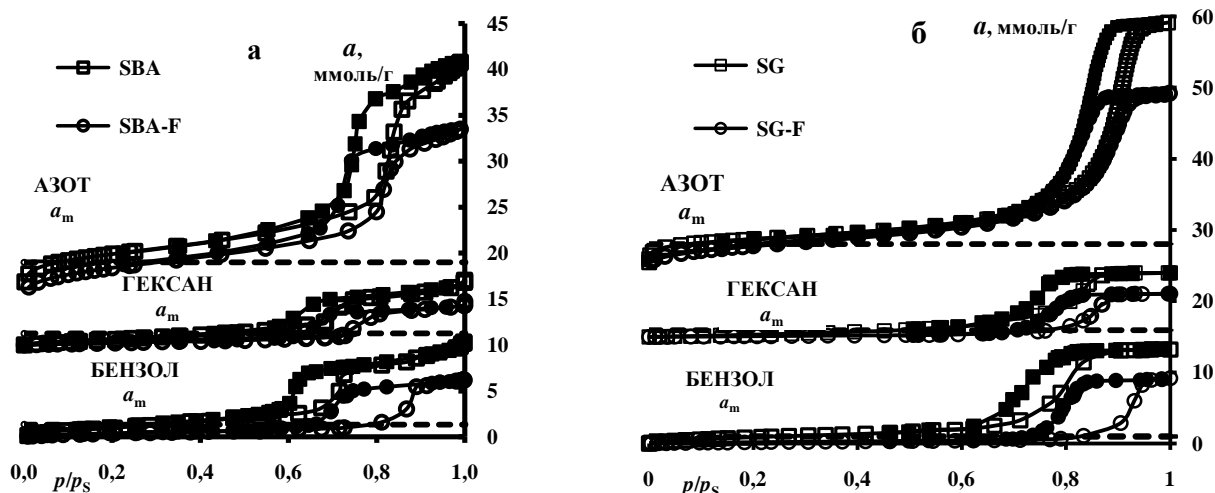 а
a,
ммоль/г
SBA
SBA-F
АЗОТ
a_m
ГЕКСАН
a_m
БЕНЗОЛ
a_m
45
40
35
30
25
20
15
10
5
0
0,0 0,2 0,4 0,6 0,8 1,0
p/p_S
б
a, ммоль/г
SG
SG-F
АЗОТ
a_m
ГЕКСАН
a_m
БЕНЗОЛ
a_m
60
50
40
30
20
10
0
0 0,2 0,4 0,6 0,8 1
p/p_S